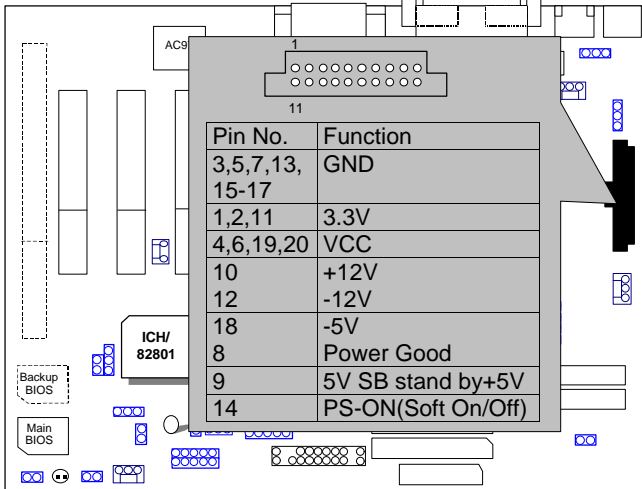 AC9
1
11
Pin No. Function
3,5,7,13, GND
15-17
1,2,11 3.3V
4,6,19,20 VCC
10 +12V
12 -12V
18 -5V
8 Power Good
9 5V SB stand by+5V
14 PS-ON(Soft On/Off)
ICH/
82801
Backup
BIOS
Main
BIOS